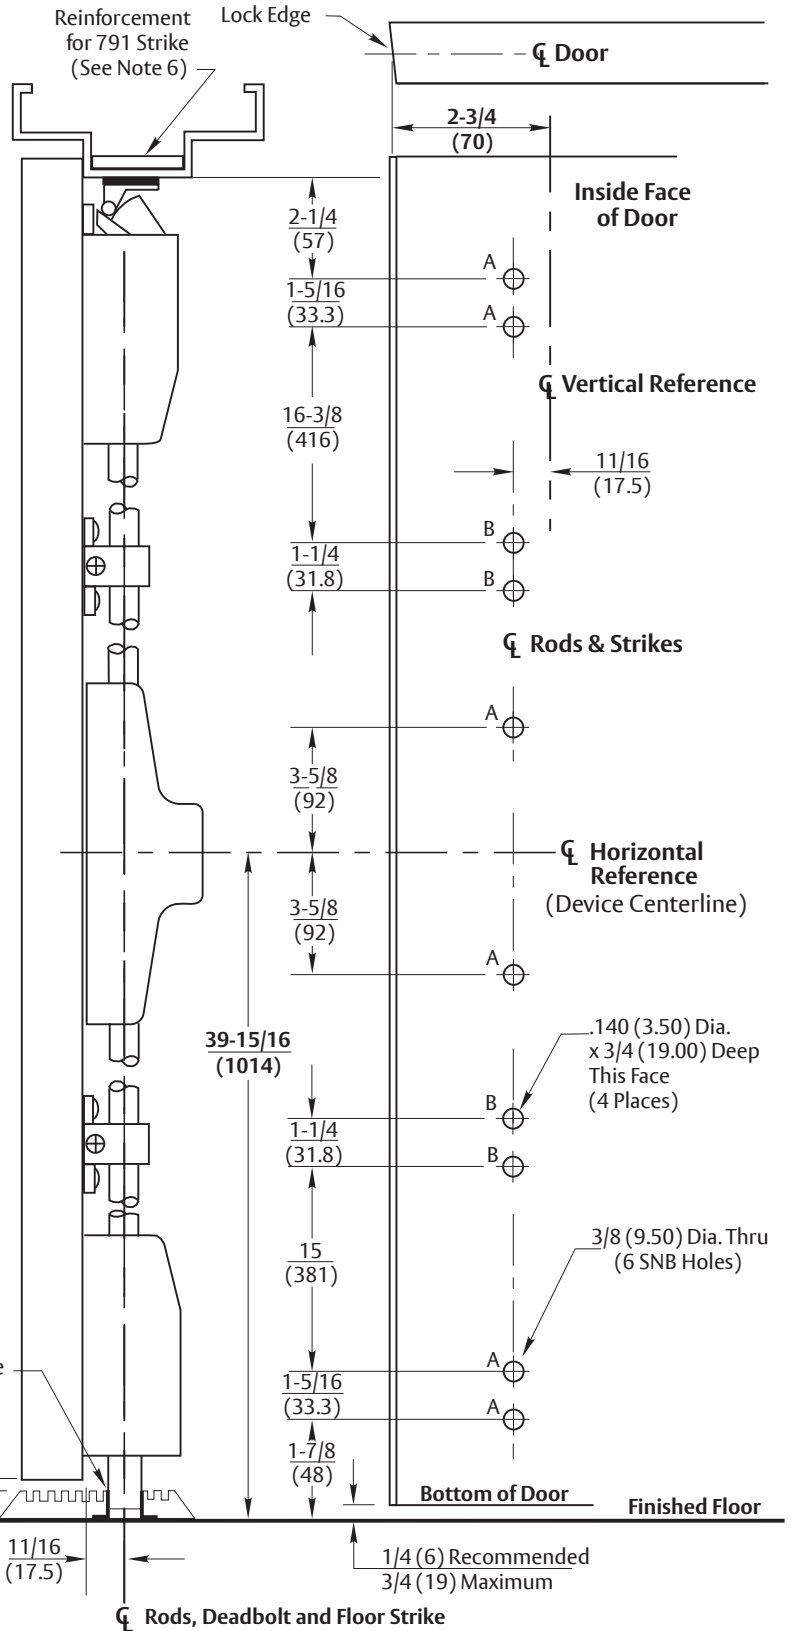 Reinforcement
for 791 Strike
(See Note 6)
Lock Edge
℄ Door
2-3/4
(70)
Inside Face
of Door
2-1/4
(57)
A
1-5/16
(33.3)
A
℄ Vertical Reference
16-3/8
(416)
11/16
(17.5)
B
1-1/4
(31.8)
B
℄ Rods & Strikes
A
3-5/8
(92)
℄ Horizontal
Reference
(Device Centerline)
3-5/8
(92)
A
39-15/16
(1014)
.140 (3.50) Dia.
x 3/4 (19.00) Deep
This Face
(4 Places)
B
1-1/4
(31.8)
B
15
(381)
3/8 (9.50) Dia. Thru
(6 SNB Holes)
A
1-5/16
(33.3)
A
1-7/8
(48)
Bottom of Door
Finished Floor
11/16
(17.5)
1/4 (6) Recommended
3/4 (19) Maximum
℄ Rods, Deadbolt and Floor Strike